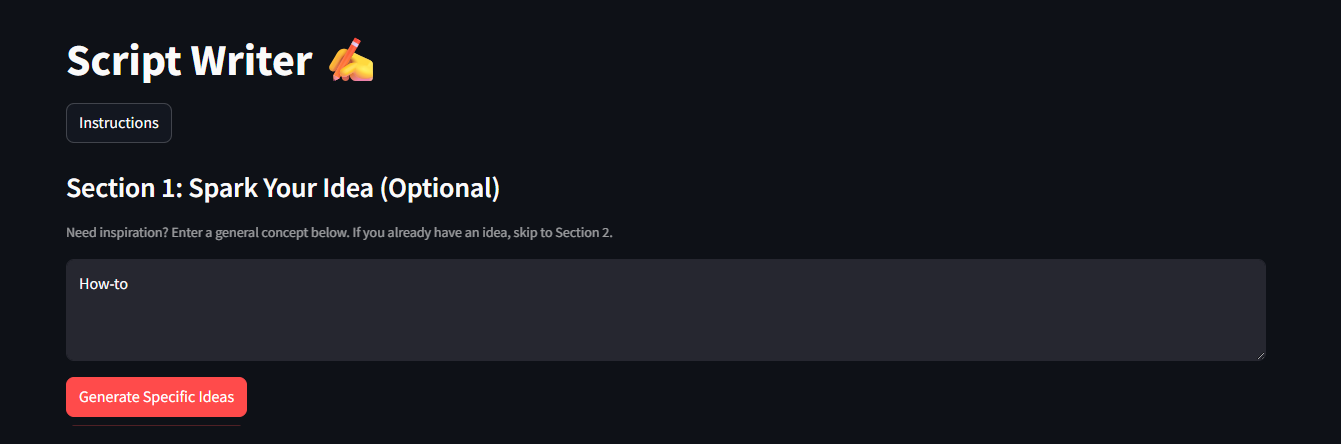 Script Writer ✍️
Instructions
Section 1: Spark Your Idea (Optional)
Need inspiration? Enter a general concept below. If you already have an idea, skip to Section 2.
How-to
Generate Specific Ideas